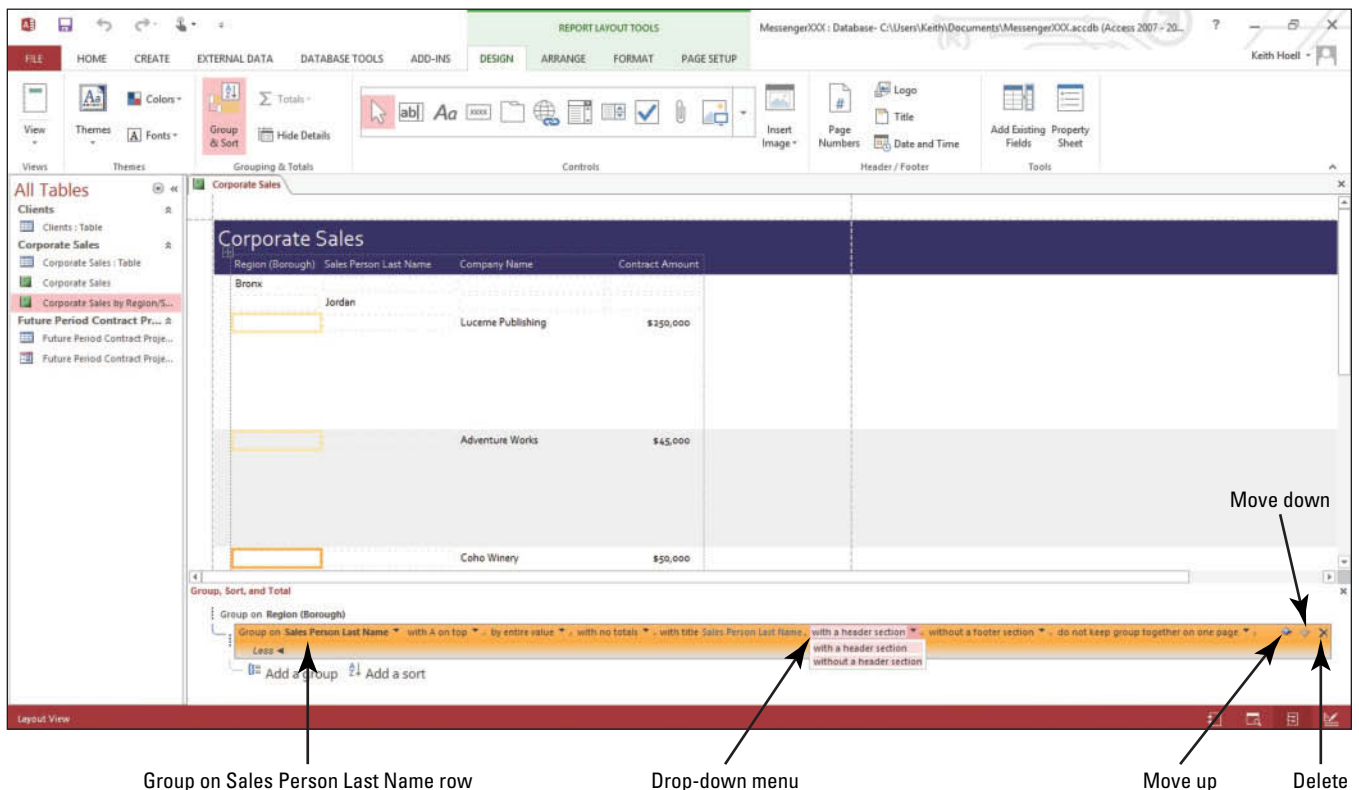 REPORT LAYOUT TOOLS
MessengerXXX : Database- C:\Users\Keith\Documents\MessengerXXX.accdb (Access 2007 - 20...
?
FILE HOME CREATE EXTERNAL DATA DATABASE TOOLS ADD-INS DESIGN ARRANGE FORMAT PAGE SETUP
Keith Hoell
View
Themes
Colors
Fonts
Group & Sort
Totals
Hide Details
ab|
Aa
XXXX
Insert Image
Page Numbers
Logo
Title
Date and Time
Add Existing Fields
Property Sheet
Views
Themes
Grouping & Totals
Controls
Header / Footer
Tools
All Tables
Clients
Clients : Table
Corporate Sales
Corporate Sales : Table
Corporate Sales
Corporate Sales by Region/S...
Future Period Contract Pr...
Future Period Contract Proje...
Future Period Contract Proje...
Corporate Sales
Corporate Sales
Region (Borough) Sales Person Last Name Company Name Contract Amount
Bronx
Jordan
Lucerne Publishing $250,000
Adventure Works $45,000
Coho Winery $50,000
Move down
Group, Sort, and Total
Group on Region (Borough)
Group on Sales Person Last Name with A on top , by entire value , with no totals , with title Sales Person Last Name, with a header section , without a footer section , do not keep group together on one page ,
Less
with a header section
without a header section
Add a group Add a sort
Layout View
Group on Sales Person Last Name row
Drop-down menu
Move up
Delete